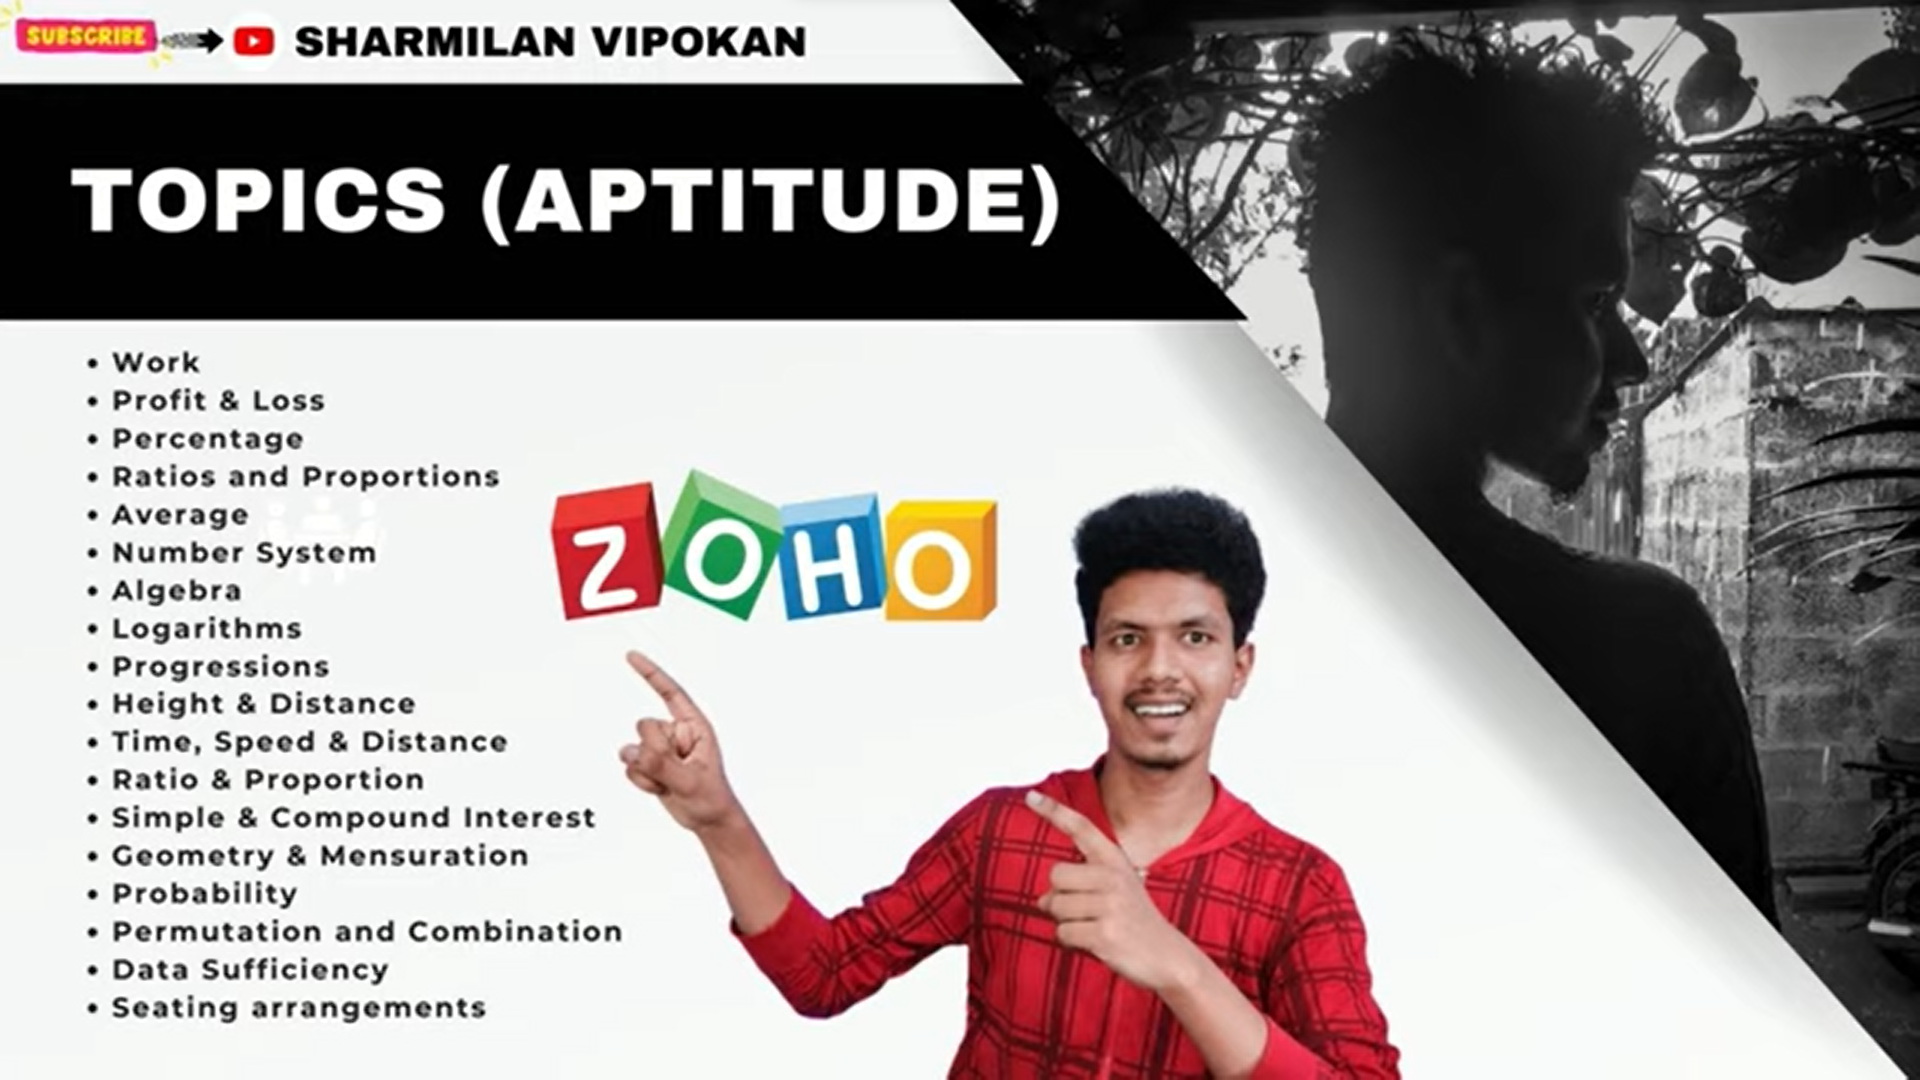 SUBSCRIBE SHARMILAN VIPOKAN
TOPICS (APTITUDE)
• Work
• Profit & Loss
• Percentage
• Ratios and Proportions
• Average
• Number System
• Algebra
• Logarithms
• Progressions
• Height & Distance
• Time, Speed & Distance
• Ratio & Proportion
• Simple & Compound Interest
• Geometry & Mensuration
• Probability
• Permutation and Combination
• Data Sufficiency
• Seating arrangements
ZOHO